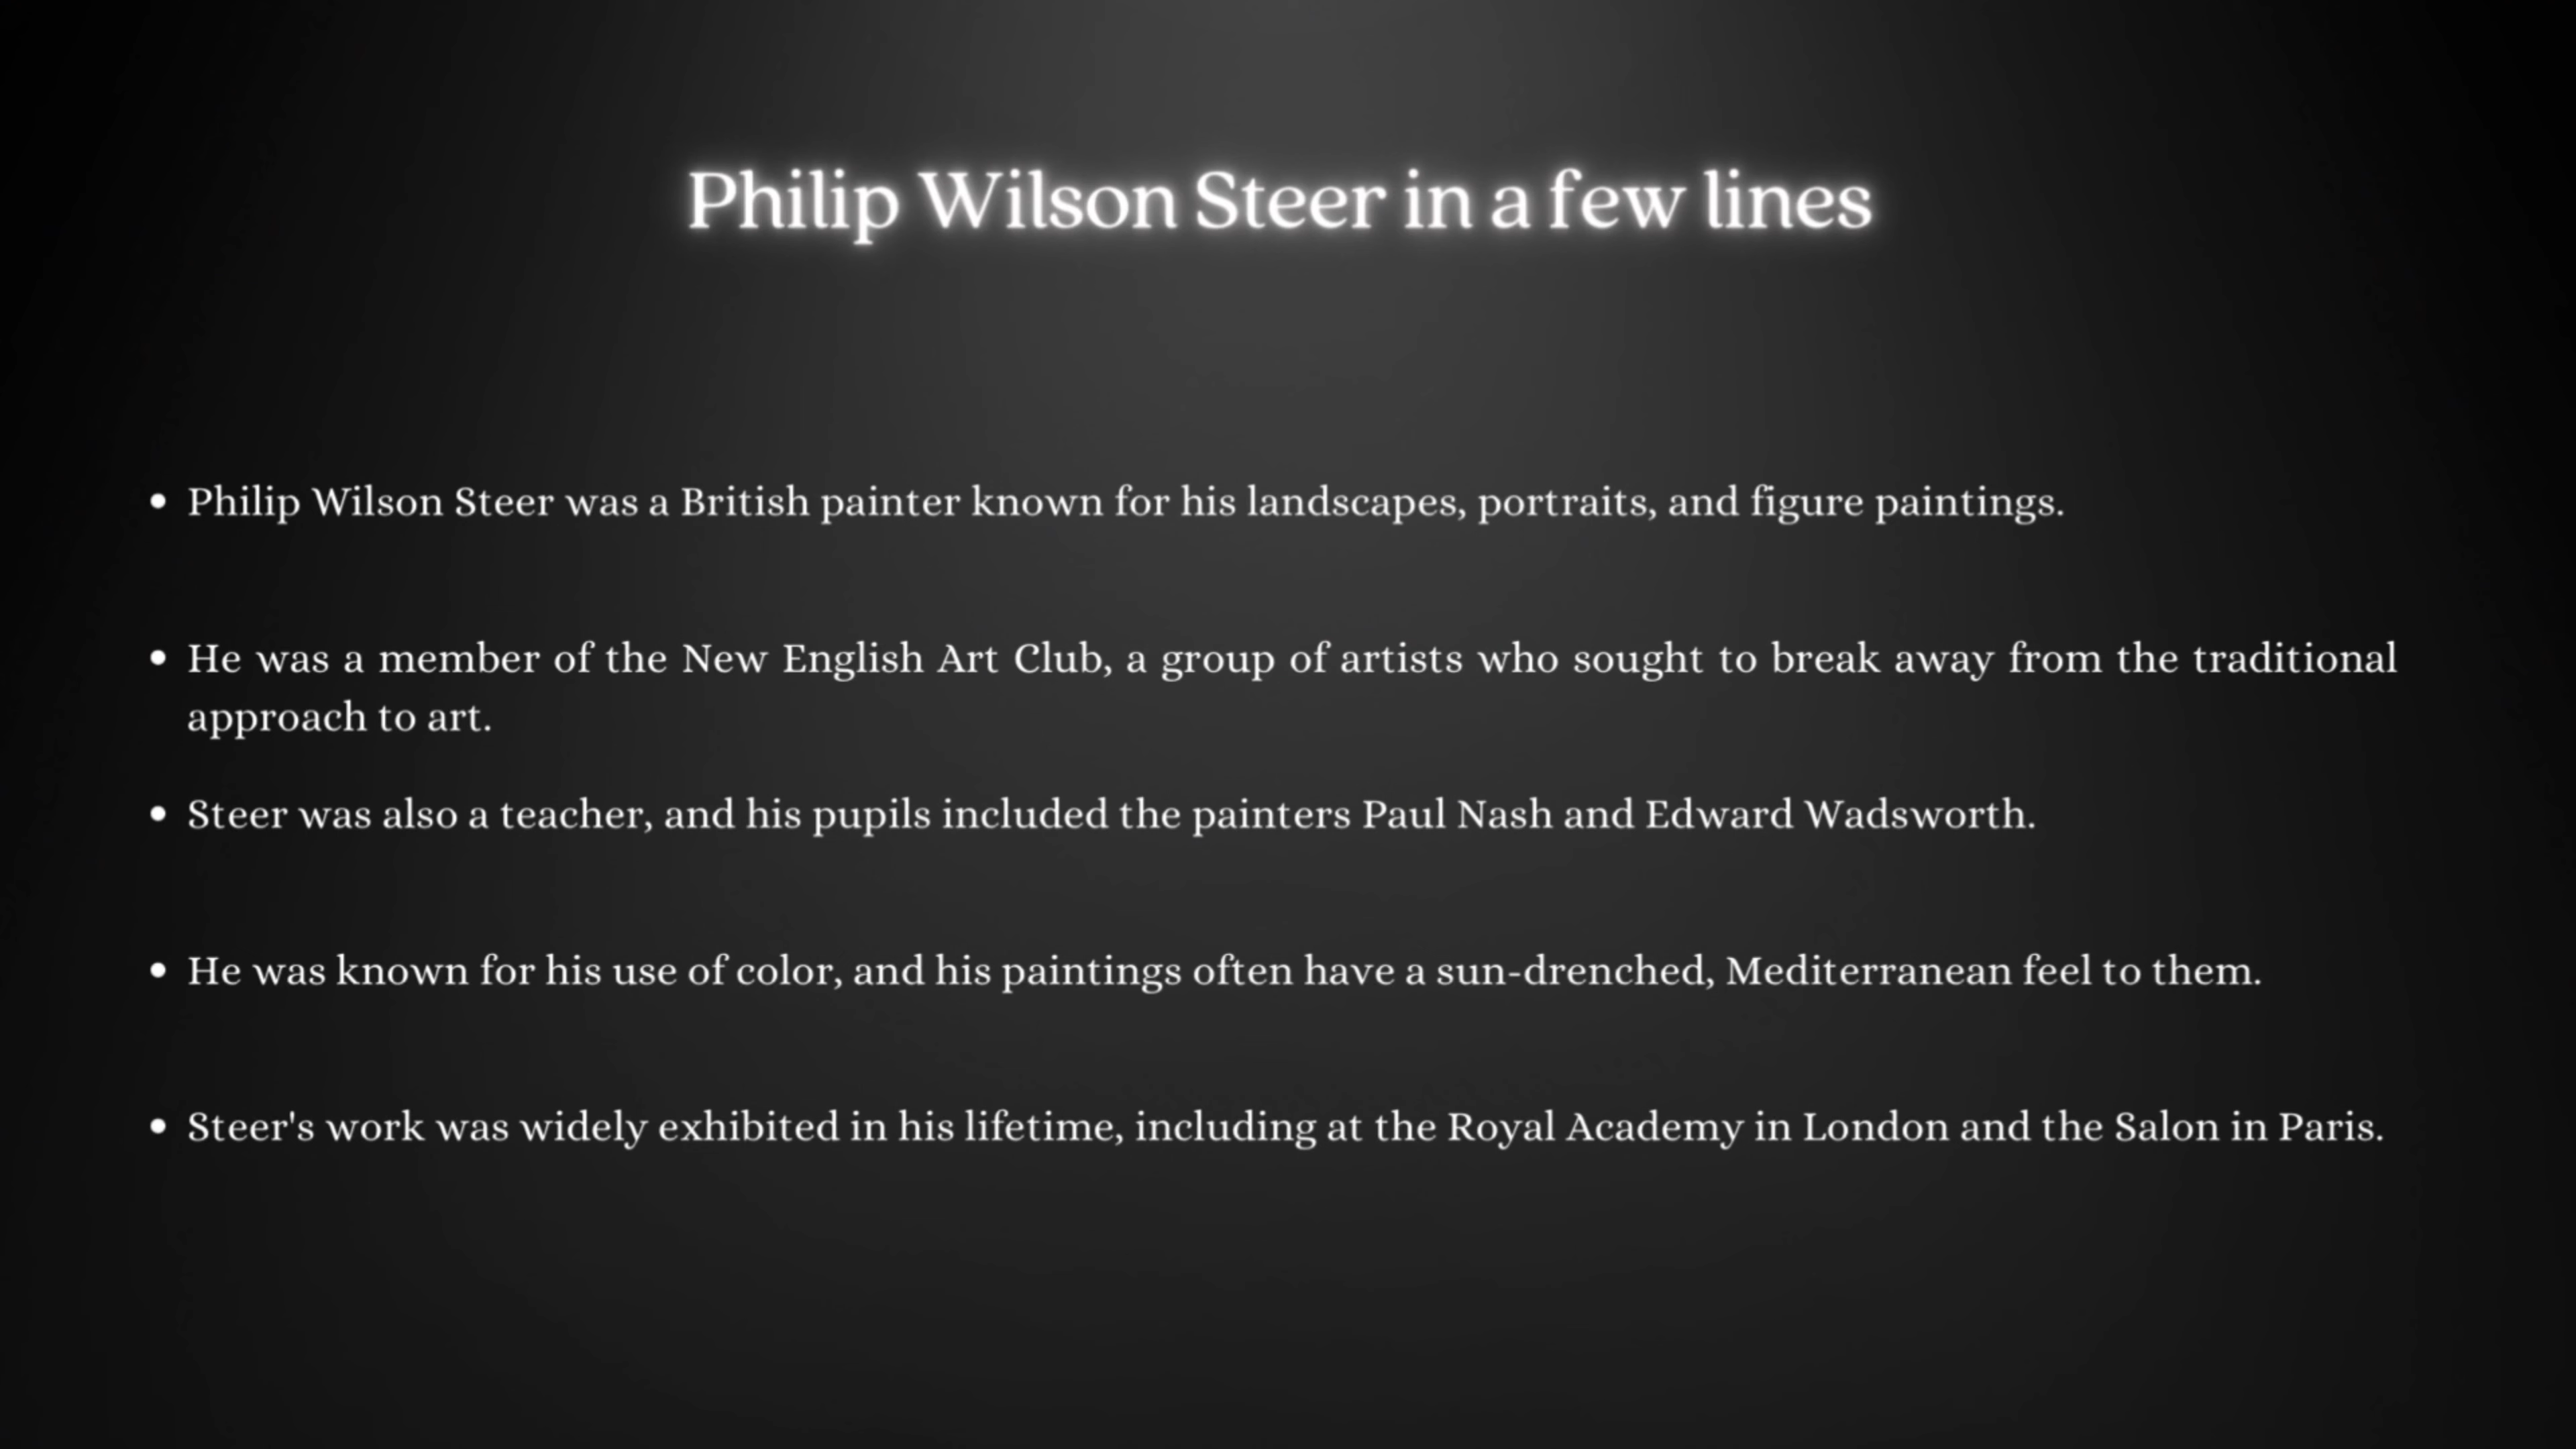 Philip Wilson Steer in a few lines
• Philip Wilson Steer was a British painter known for his landscapes, portraits, and figure paintings.
• He was a member of the New English Art Club, a group of artists who sought to break away from the traditional
approach to art.
• Steer was also a teacher, and his pupils included the painters Paul Nash and Edward Wadsworth.
• He was known for his use of color, and his paintings often have a sun-drenched, Mediterranean feel to them.
• Steer's work was widely exhibited in his lifetime, including at the Royal Academy in London and the Salon in Paris.